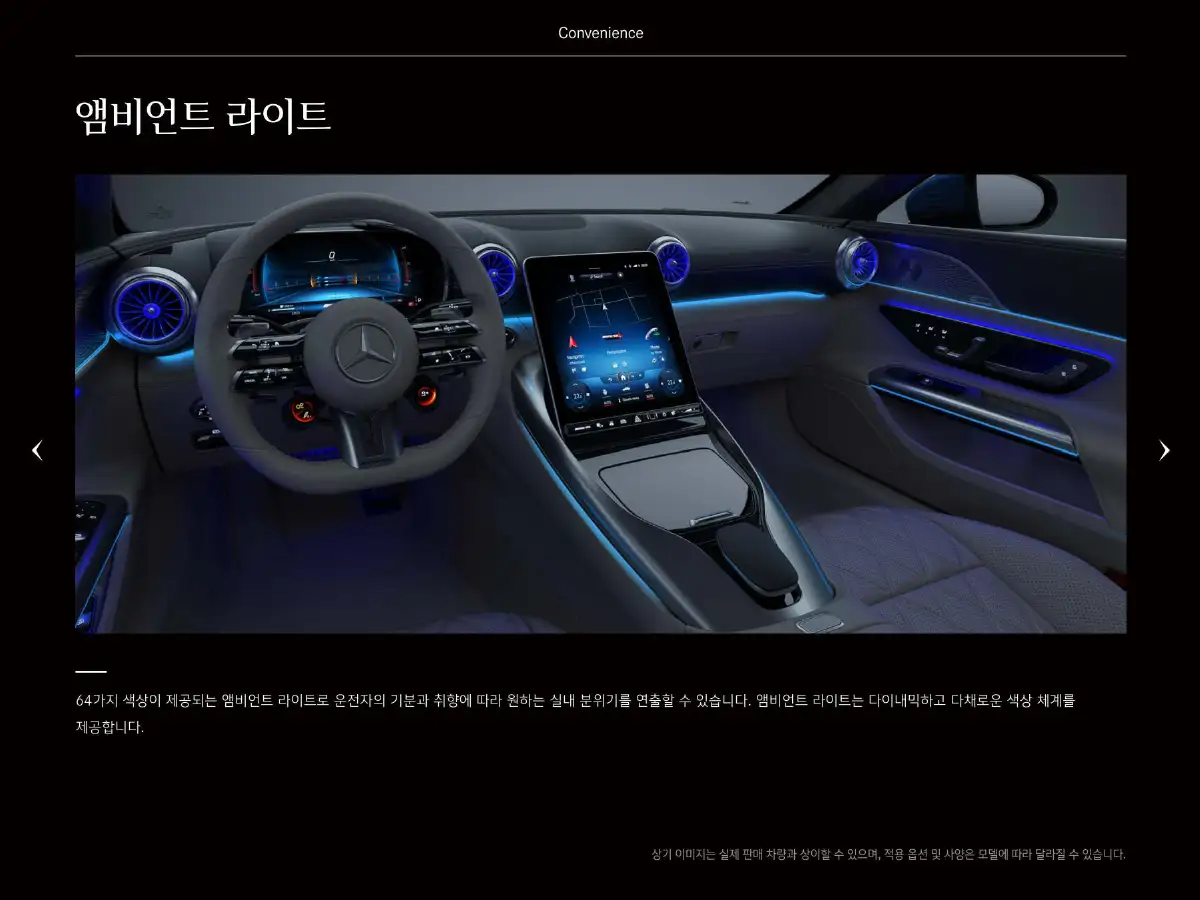 Convenience
앰비언트 라이트
0
64가지 색상이 제공되는 앰비언트 라이트로 운전자의 기분과 취향에 따라 원하는 실내 분위기를 연출할 수 있습니다. 앰비언트 라이트는 다이내믹하고 다채로운 색상 체계를
제공합니다.
상기 이미지는 실제 판매 차량과 상이할 수 있으며, 적용 옵션 및 사양은 모델에 따라 달라질 수 있습니다.